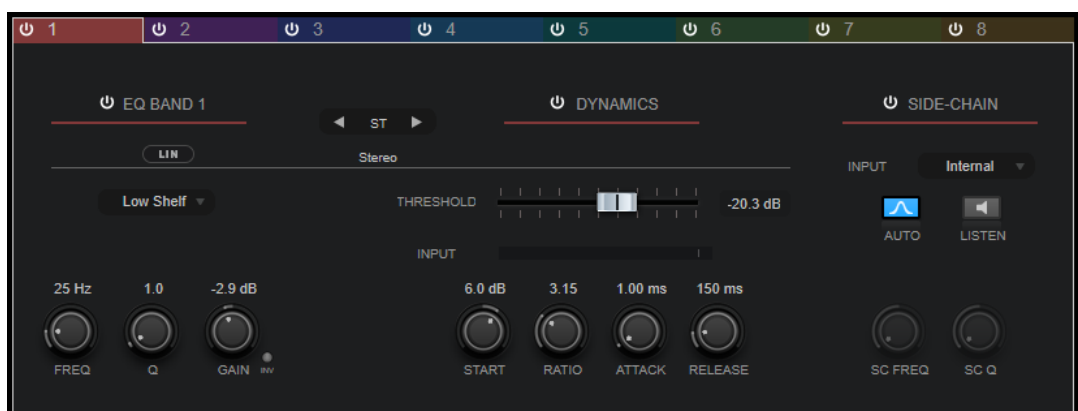 1 2 3 4 5 6 7 8
EQ BAND 1 DYNAMICS SIDE-CHAIN
ST
LIN Stereo
INPUT Internal
Low Shelf THRESHOLD -20.3 dB
AUTO LISTEN
INPUT
25 Hz 1.0 -2.9 dB 6.0 dB 3.15 1.00 ms 150 ms
FREQ Q GAIN INV START RATIO ATTACK RELEASE SC FREQ SC Q